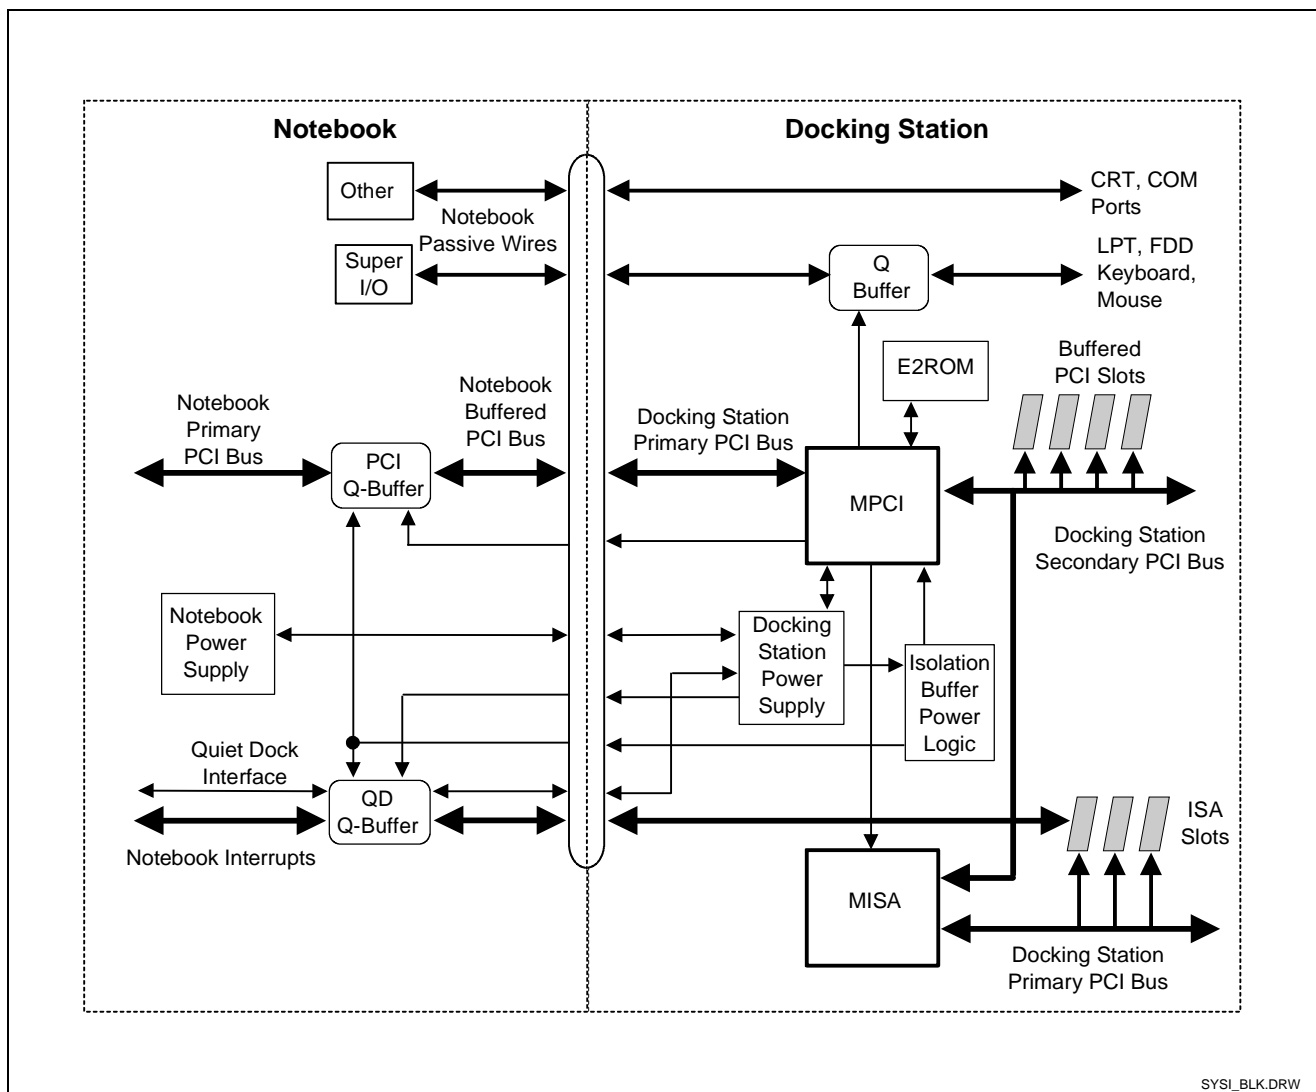 Notebook
Docking Station
Other
CRT, COM
Ports
Notebook
Passive Wires
Super
I/O
Q
Buffer
LPT, FDD
Keyboard,
Mouse
E2ROM
Buffered
PCI Slots
Notebook
Primary
PCI Bus
Notebook
Buffered
PCI Bus
Docking Station
Primary PCI Bus
PCI
Q-Buffer
MPCI
Docking Station
Secondary PCI Bus
Notebook
Power
Supply
Docking
Station
Power
Supply
Isolation
Buffer
Power
Logic
Quiet Dock
Interface
QD
Q-Buffer
Notebook Interrupts
ISA
Slots
MISA
Docking Station
Primary PCI Bus
SYSI_BLK.DRW